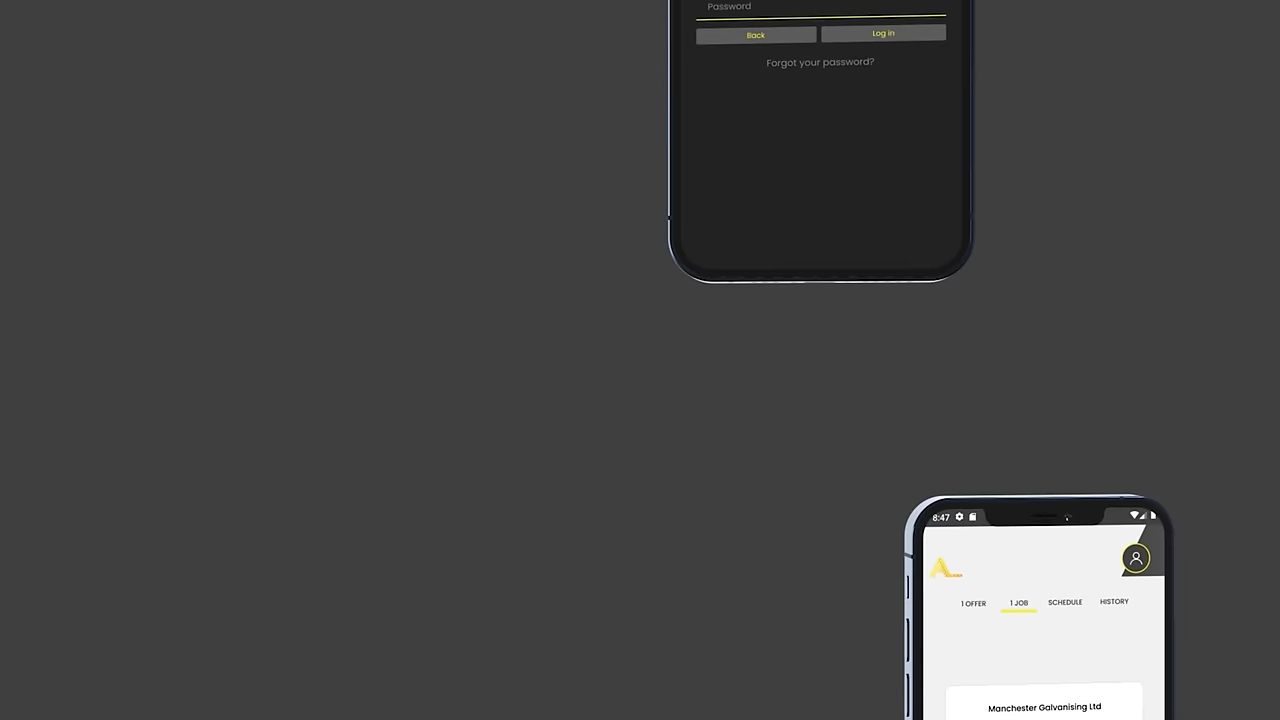 Password
Back Log in
Forgot your password?
8:47
A
1 OFFER 1 JOB SCHEDULE HISTORY
Manchester Galvanising Ltd